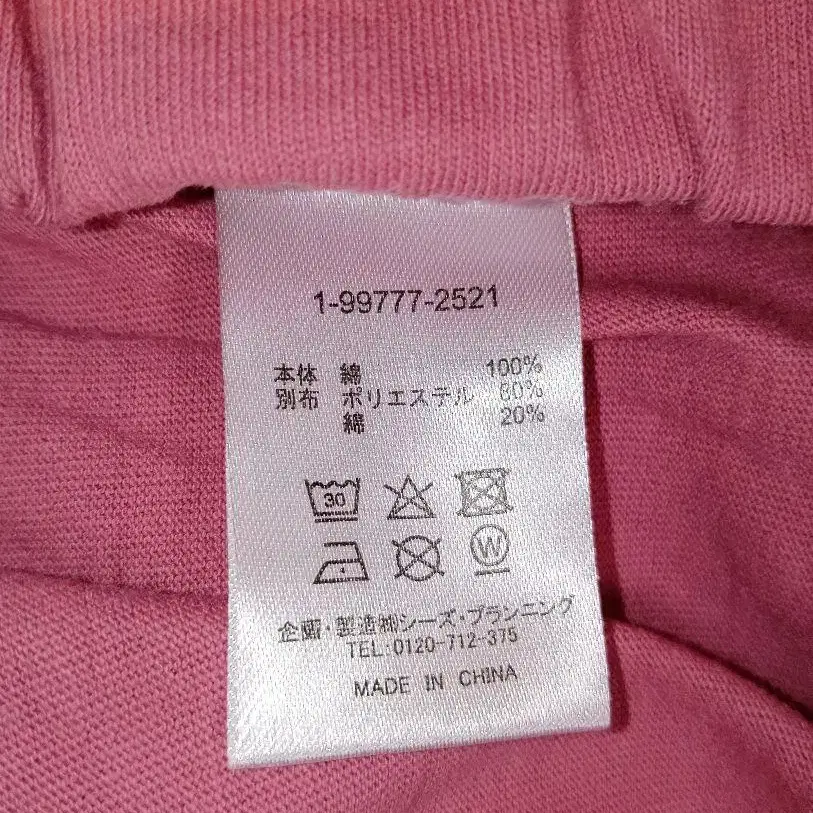 1-99777-2521
本体 綿 100%
別布 ポリエステル 80%
綿 20%
30
W
企画・製造㈱シーズ・プランニング
TEL:0120-712-375
MADE IN CHINA